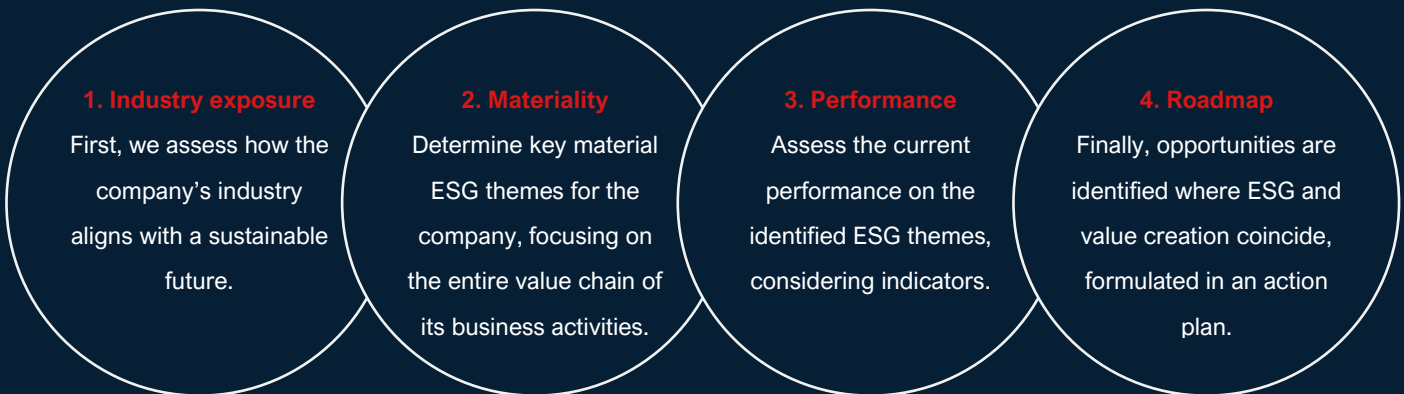 1. Industry exposure
First, we assess how the
company’s industry
aligns with a sustainable
future.
2. Materiality
Determine key material
ESG themes for the
company, focusing on
the entire value chain of
its business activities.
3. Performance
Assess the current
performance on the
identified ESG themes,
considering indicators.
4. Roadmap
Finally, opportunities are
identified where ESG and
value creation coincide,
formulated in an action
plan.